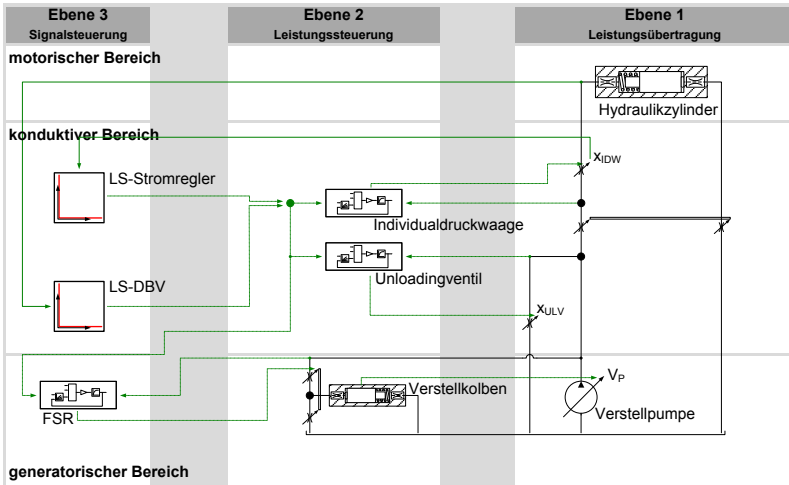 Ebene 3
Signalsteuerung
Ebene 2
Leistungssteuerung
Ebene 1
Leistungsübertragung
motorischer Bereich
Hydraulikzylinder
konduktiver Bereich
xIDW
LS-Stromregler
Individualdruckwaage
LS-DBV
Unloadingventil
xULV
FSR
Verstellkolben
VP
Verstellpumpe
generatorischer Bereich